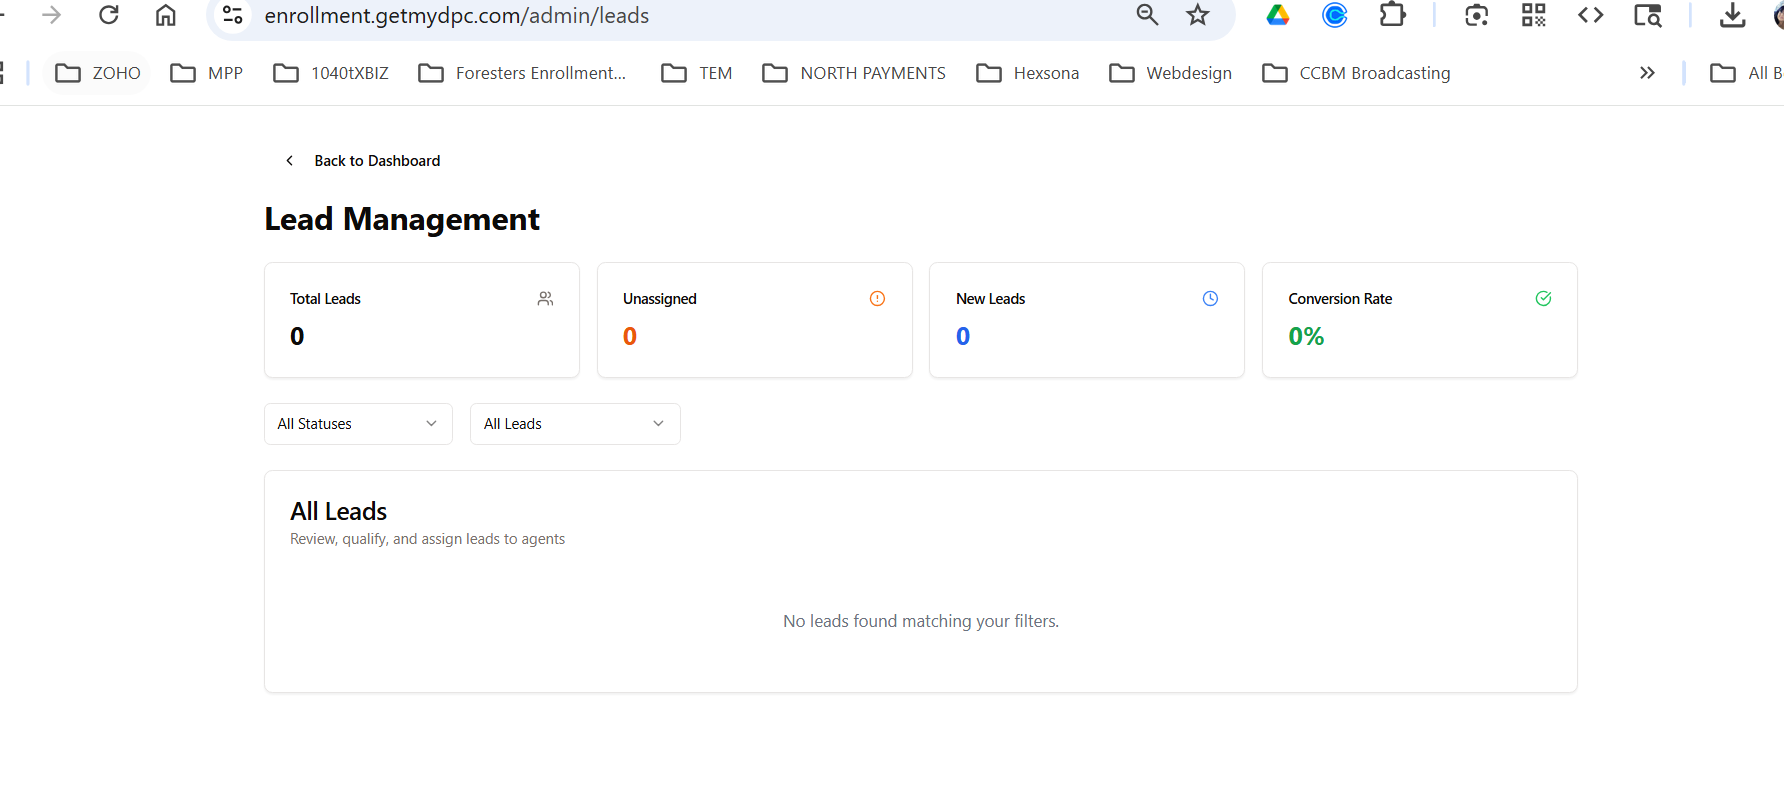 enrollment.getmydpc.com/admin/leads
ZOHO MPP 1040tXBIZ Foresters Enrollment... TEM NORTH PAYMENTS Hexsona Webdesign CCBM Broadcasting All B
Back to Dashboard
Lead Management
Total Leads Unassigned New Leads Conversion Rate
0 0 0 0%
All Statuses All Leads
All Leads
Review, qualify, and assign leads to agents
No leads found matching your filters.